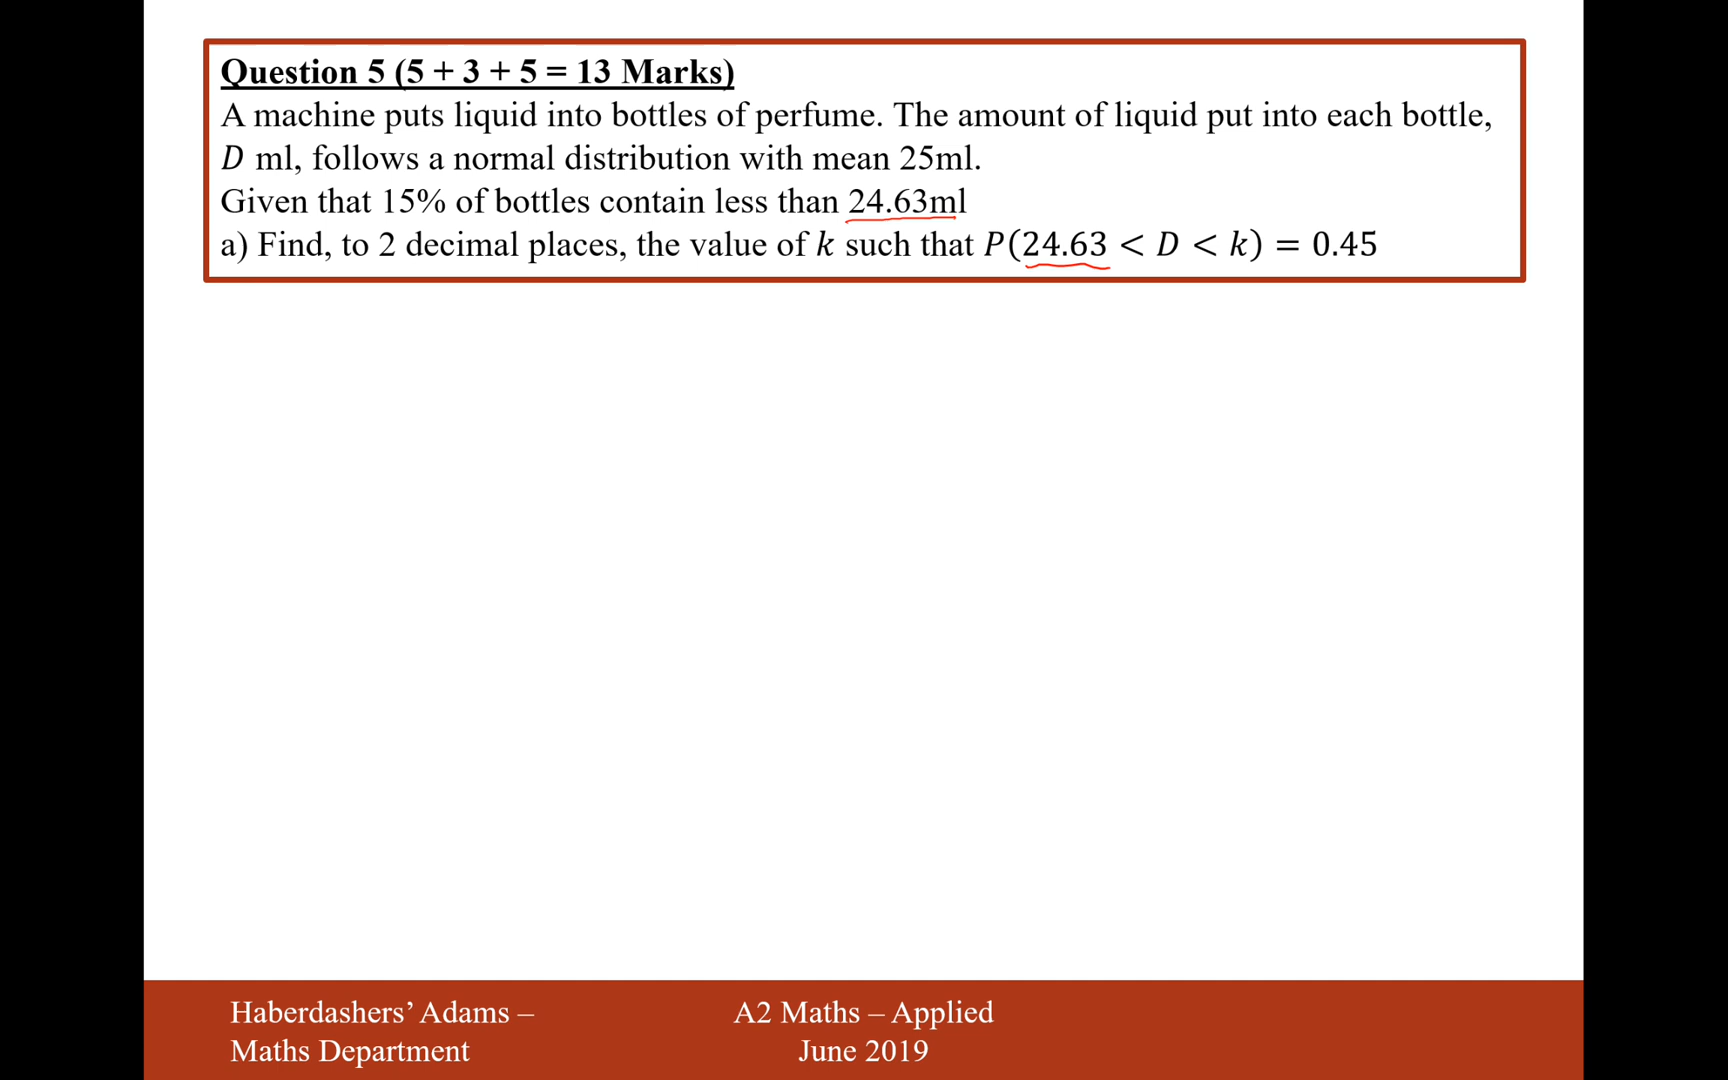 Question 5 (5 + 3 + 5 = 13 Marks)
A machine puts liquid into bottles of perfume. The amount of liquid put into each bottle,
D ml, follows a normal distribution with mean 25ml.
Given that 15% of bottles contain less than 24.63ml
a) Find, to 2 decimal places, the value of k such that P(24.63 < D < k) = 0.45
Haberdashers’ Adams –
Maths Department
A2 Maths – Applied
June 2019